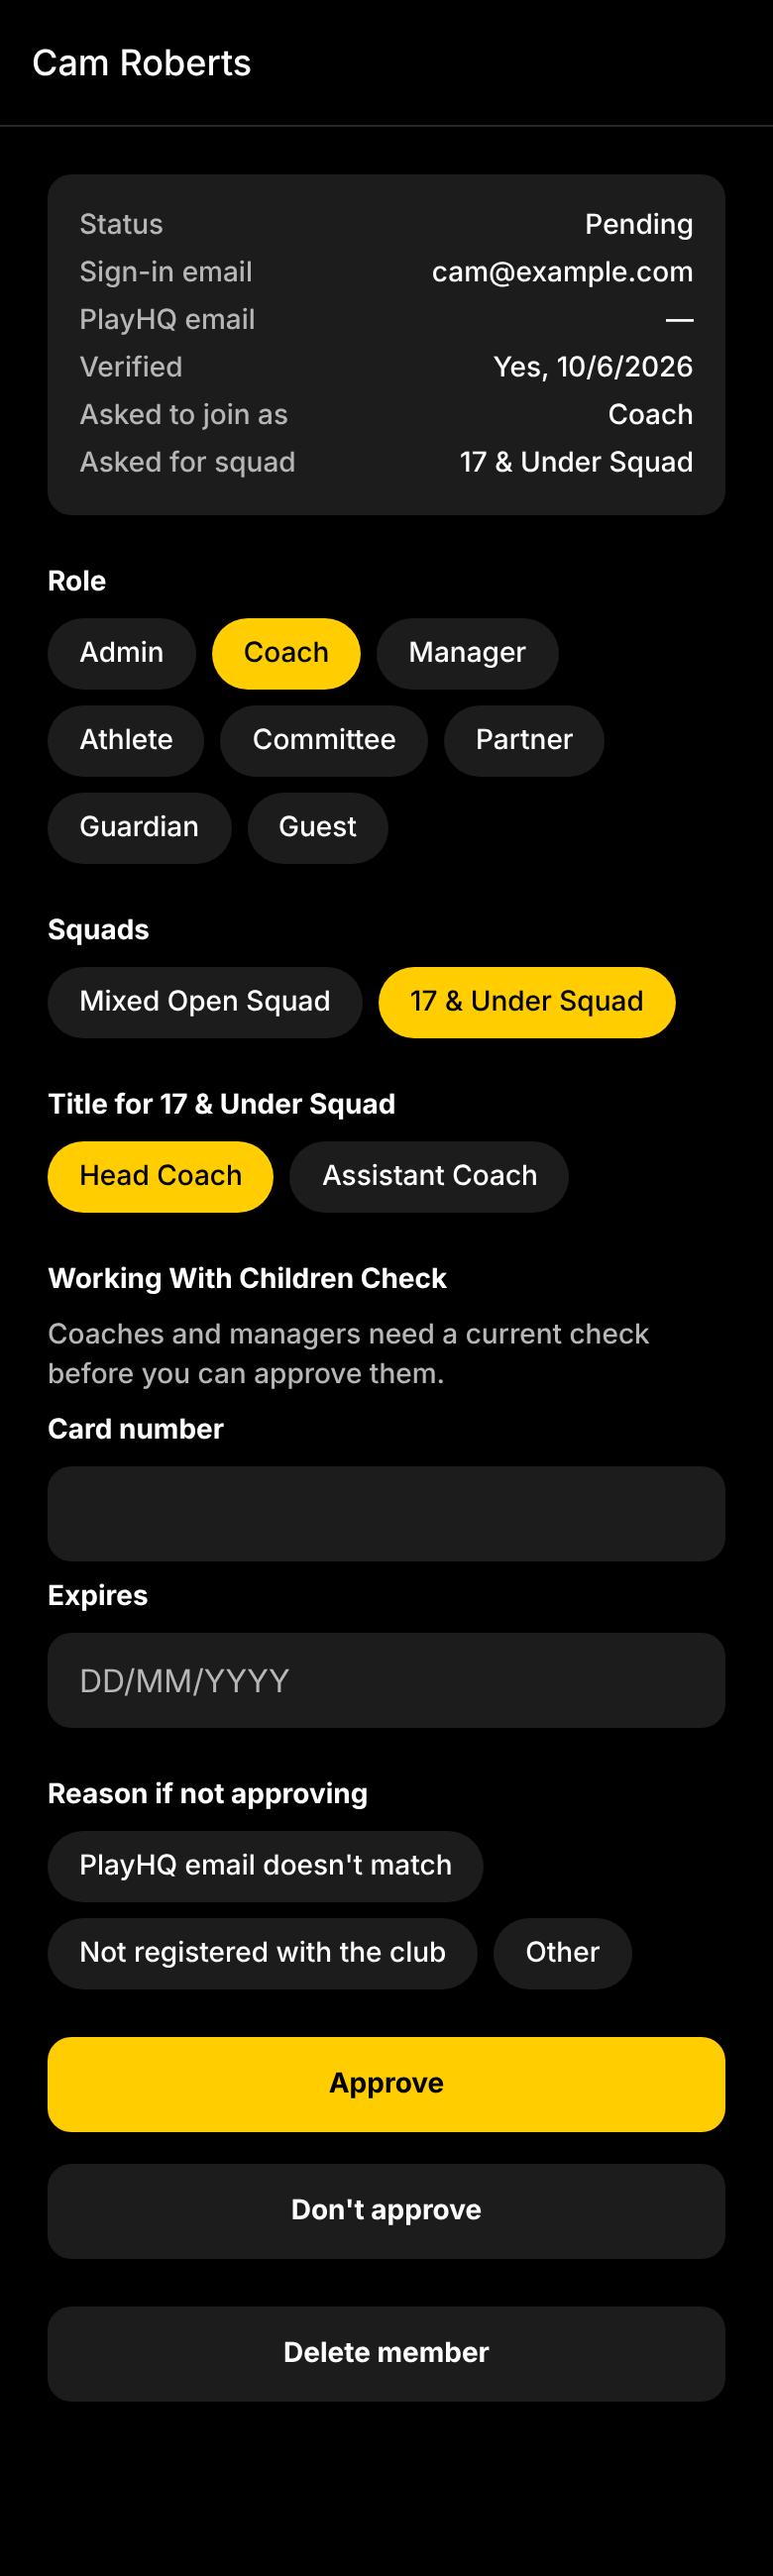 Cam Roberts
Status Pending
Sign-in email cam@example.com
PlayHQ email —
Verified Yes, 10/6/2026
Asked to join as Coach
Asked for squad 17 & Under Squad
Role
Admin Coach Manager
Athlete Committee Partner
Guardian Guest
Squads
Mixed Open Squad 17 & Under Squad
Title for 17 & Under Squad
Head Coach Assistant Coach
Working With Children Check
Coaches and managers need a current check
before you can approve them.
Card number
Expires
DD/MM/YYYY
Reason if not approving
PlayHQ email doesn't match
Not registered with the club Other
Approve
Don't approve
Delete member